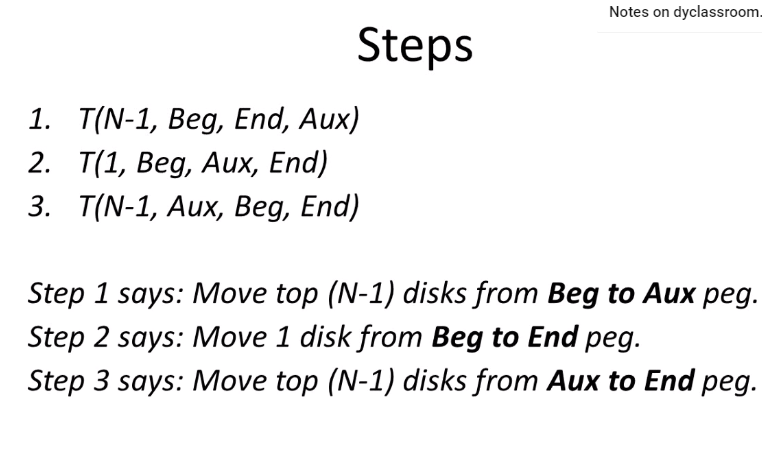 Notes on dyclassroom.
Steps
1. T(N-1, Beg, End, Aux)
2. T(1, Beg, Aux, End)
3. T(N-1, Aux, Beg, End)
Step 1 says: Move top (N-1) disks from Beg to Aux peg.
Step 2 says: Move 1 disk from Beg to End peg.
Step 3 says: Move top (N-1) disks from Aux to End peg.